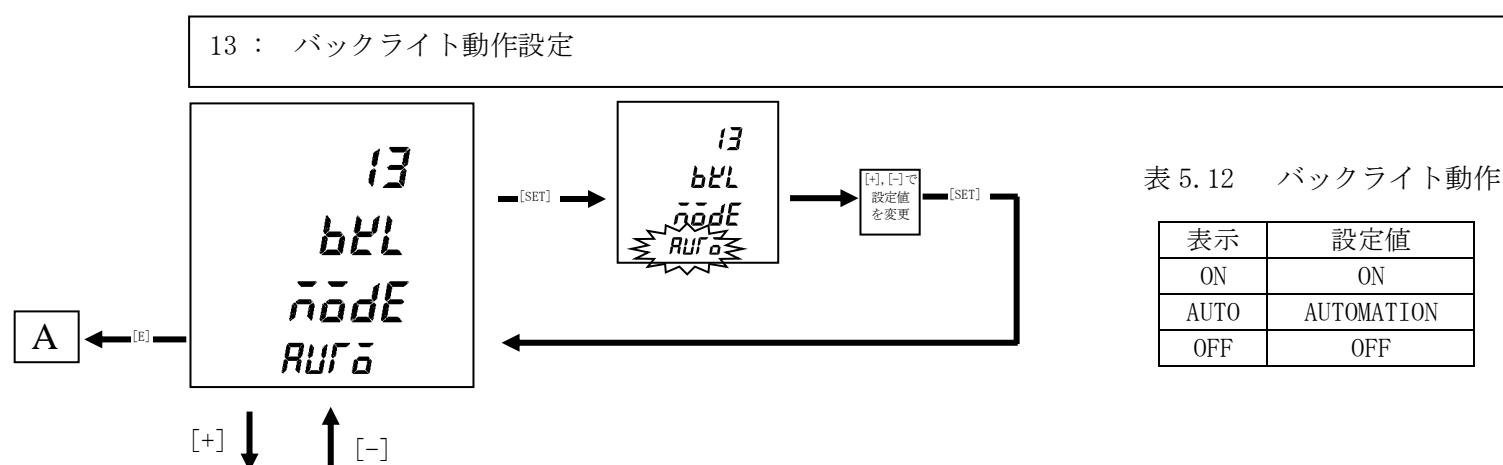 13 : バックライト動作設定
13
bKL
modE
AUTo
[SET]
13
bKL
modE
AUTo
[+],[-]で
設定値
を変更
[SET]
A
[E]
[+]
[-]
表 5.12 バックライト動作
表示 設定値
ON ON
AUTO AUTOMATION
OFF OFF